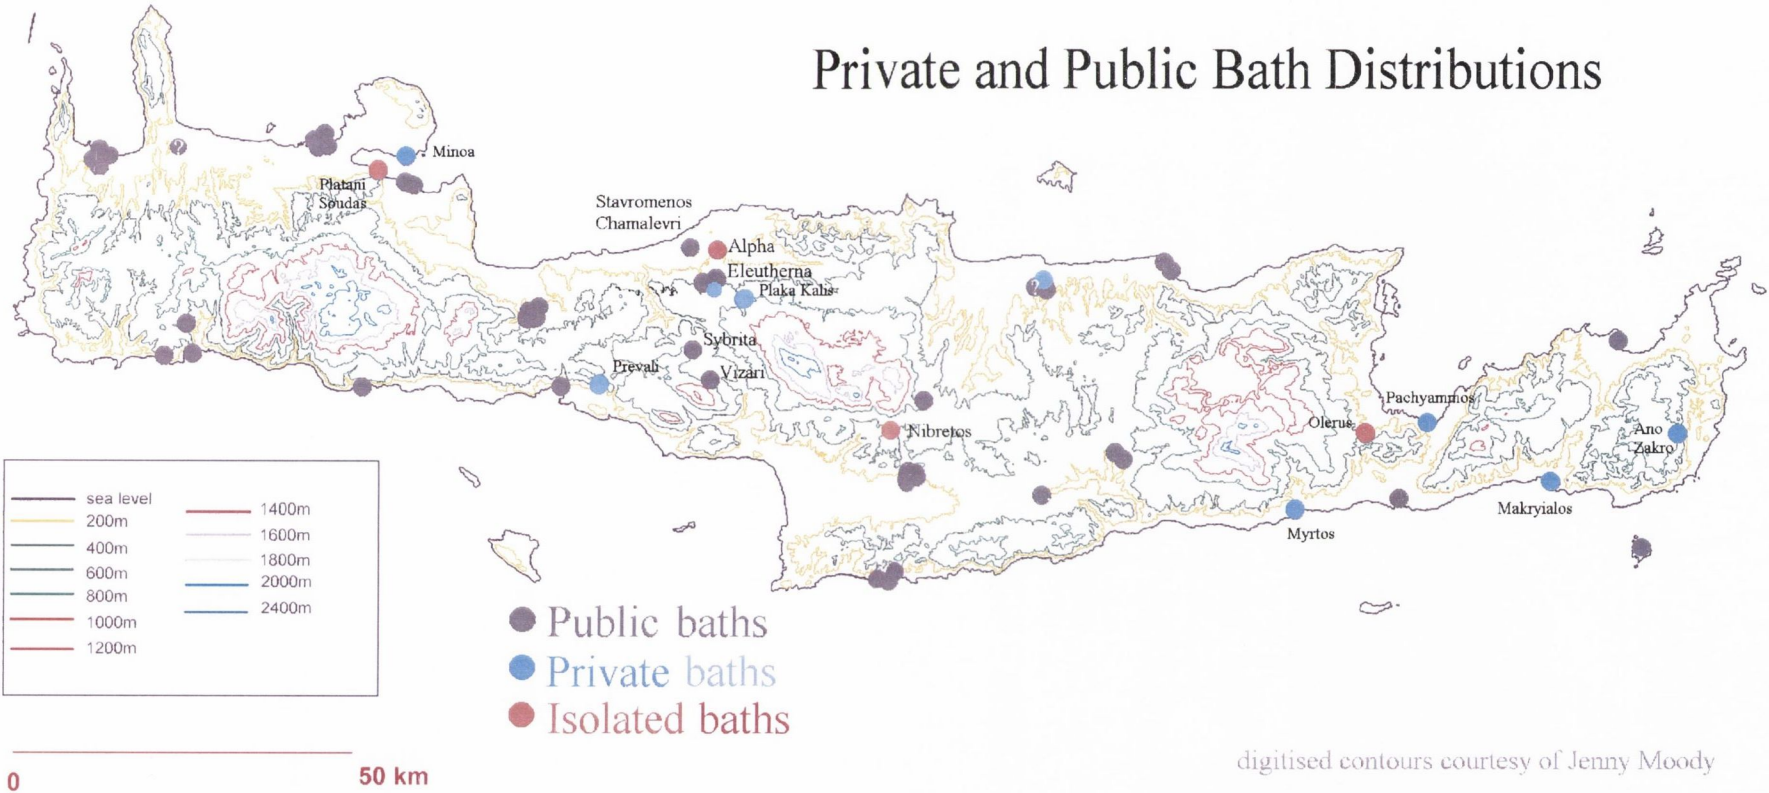 Private and Public Bath Distributions
?
Minoa
Platani
Soudas
Stavromenos
Chamalevri
Alpha
Eleutherna
Plaka Kalis
?
Sybrita
Prevali
Vizari
Pachyammos
Nibretos
Olerus
Ano
Zakro
Makryialos
Myrtos
sea level
200m
400m
600m
800m
1000m
1200m
1400m
1600m
1800m
2000m
2400m
Public baths
Private baths
Isolated baths
0
50 km
digitised contours courtesy of Jenny Moody